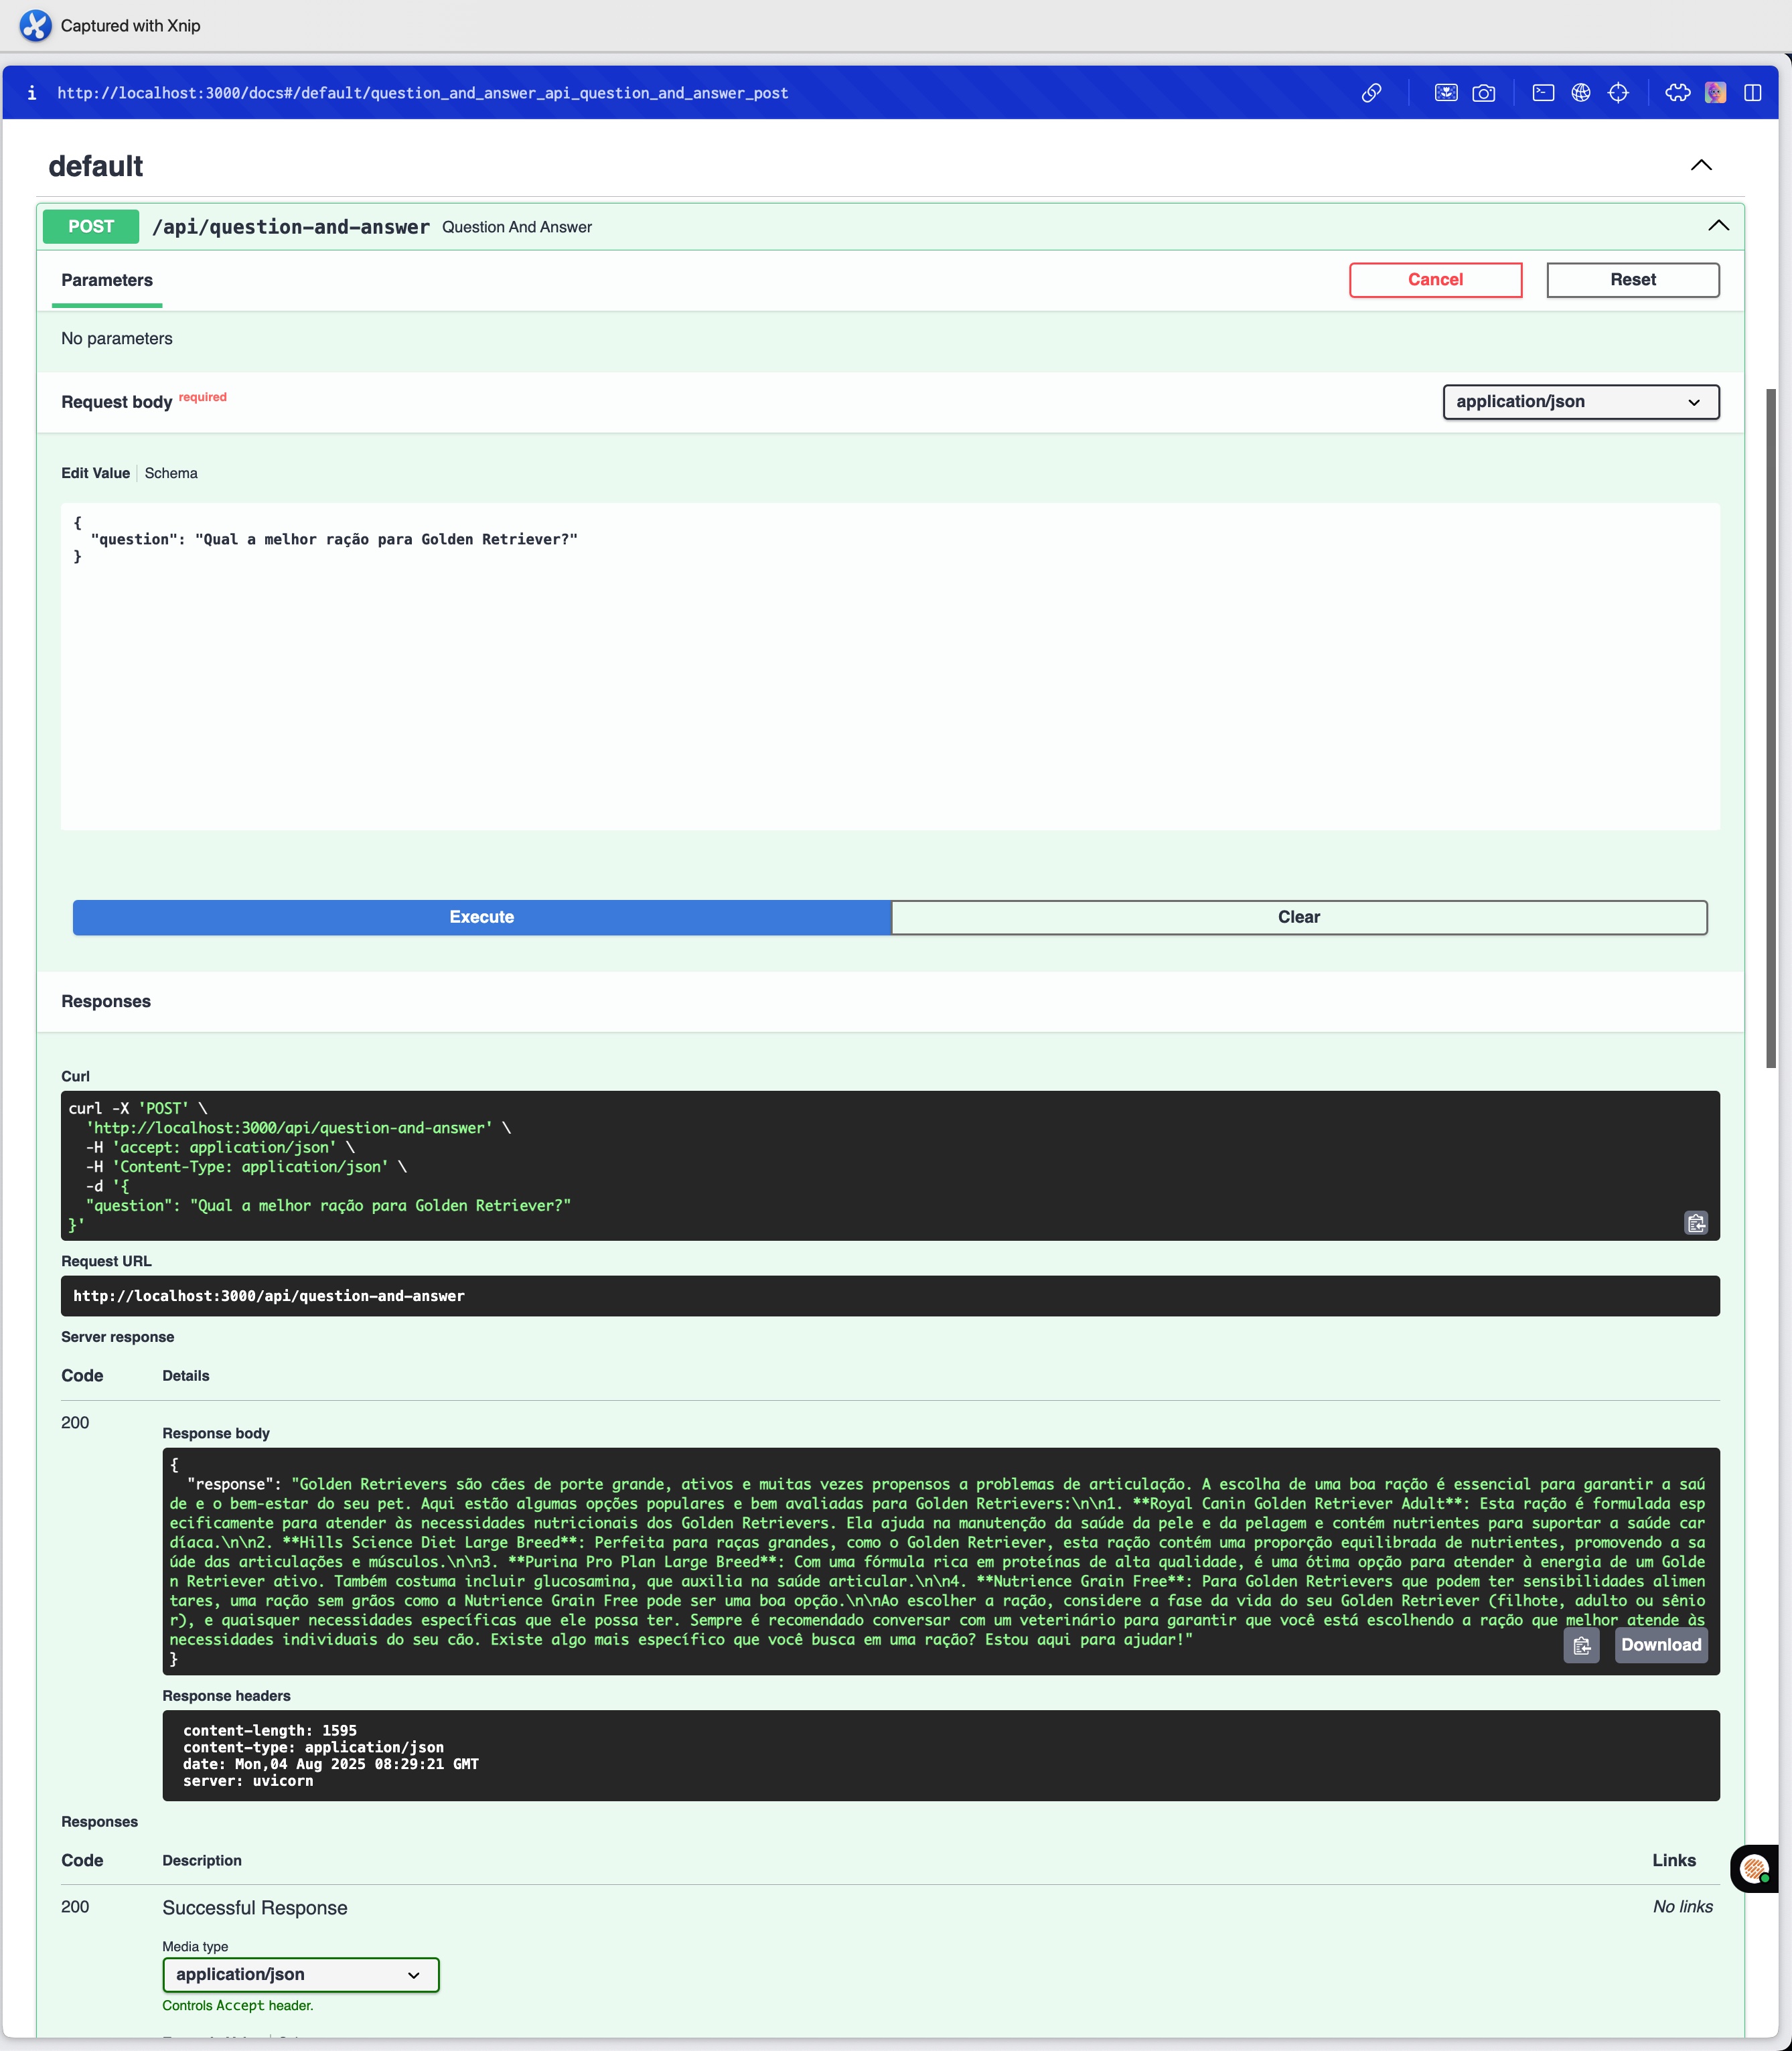 Captured with Xnip
i http://localhost:3000/docs#/default/question_and_answer_api_question_and_answer_post
default
POST /api/question-and-answer Question And Answer
Parameters
Cancel
Reset
No parameters
Request body required
application/json
Edit Value Schema
{
"question": "Qual a melhor ração para Golden Retriever?"
}
Execute
Clear
Responses
Curl
curl -X 'POST' \
'http://localhost:3000/api/question-and-answer' \
-H 'accept: application/json' \
-H 'Content-Type: application/json' \
-d '{
"question": "Qual a melhor ração para Golden Retriever?"
}'
Request URL
http://localhost:3000/api/question-and-answer
Server response
Code Details
200
Response body
{
"response": "Golden Retrievers são cães de porte grande, ativos e muitas vezes propensos a problemas de articulação. A escolha de uma boa ração é essencial para garantir a saú
de e o bem-estar do seu pet. Aqui estão algumas opções populares e bem avaliadas para Golden Retrievers:\n\n1. **Royal Canin Golden Retriever Adult**: Esta ração é formulada esp
ecificamente para atender às necessidades nutricionais dos Golden Retrievers. Ela ajuda na manutenção da saúde da pele e da pelagem e contém nutrientes para suportar a saúde car
díaca.\n\n2. **Hills Science Diet Large Breed**: Perfeita para raças grandes, como o Golden Retriever, esta ração contém uma proporção equilibrada de nutrientes, promovendo a sa
úde das articulações e músculos.\n\n3. **Purina Pro Plan Large Breed**: Com uma fórmula rica em proteínas de alta qualidade, é uma ótima opção para atender à energia de um Golde
n Retriever ativo. Também costuma incluir glucosamina, que auxilia na saúde articular.\n\n4. **Nutrience Grain Free**: Para Golden Retrievers que podem ter sensibilidades alimen
tares, uma ração sem grãos como a Nutrience Grain Free pode ser uma boa opção.\n\nAo escolher a ração, considere a fase da vida do seu Golden Retriever (filhote, adulto ou sênio
r), e quaisquer necessidades específicas que ele possa ter. Sempre é recomendado conversar com um veterinário para garantir que você está escolhendo a ração que melhor atende às
necessidades individuais do seu cão. Existe algo mais específico que você busca em uma ração? Estou aqui para ajudar!"
}
Download
Response headers
content-length: 1595
content-type: application/json
date: Mon,04 Aug 2025 08:29:21 GMT
server: uvicorn
Responses
Code Description Links
200 Successful Response No links
Media type
application/json
Controls Accept header.